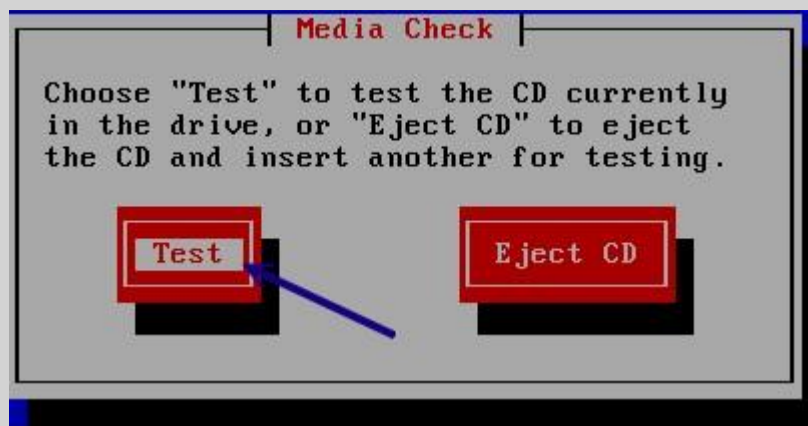 Media Check
Choose "Test" to test the CD currently
in the drive, or "Eject CD" to eject
the CD and insert another for testing.
Test
Eject CD